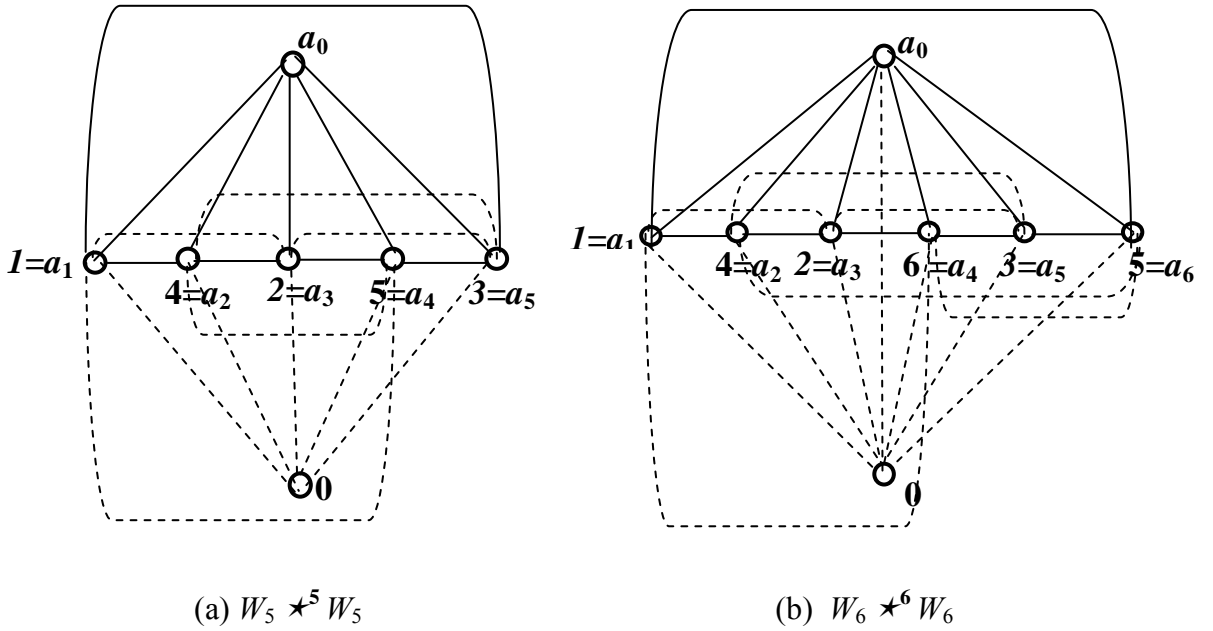 a₀
1=a₁ 4=a₂ 2=a₃ 5=a₄ 3=a₅
0
(a) W₅ ★⁵ W₅
a₀
1=a₁ 4=a₂ 2=a₃ 6=a₄ 3=a₅ 5=a₆
0
(b) W₆ ★⁶ W₆